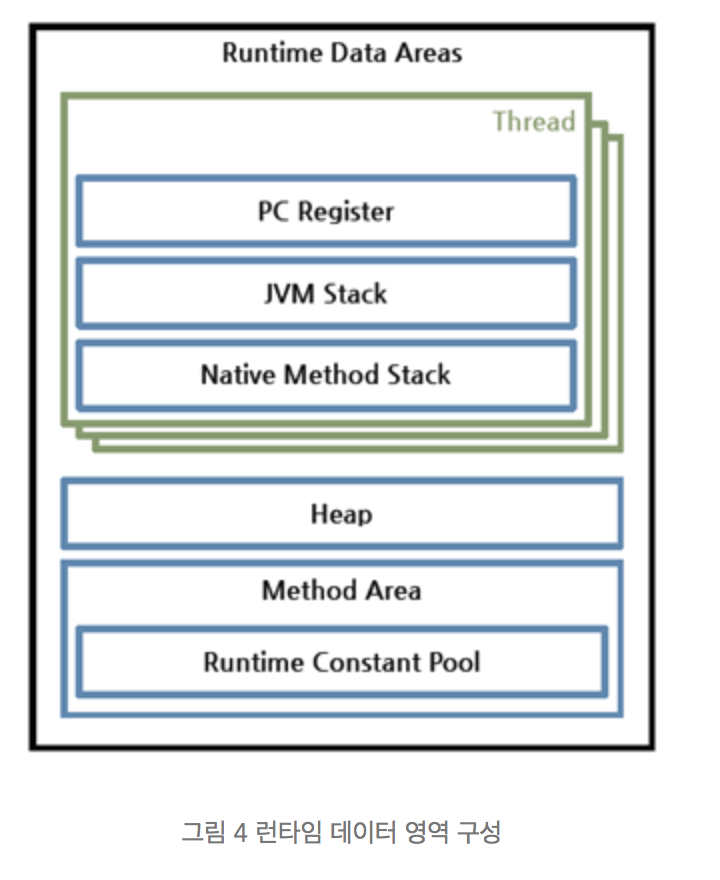 Runtime Data Areas
Thread
PC Register
JVM Stack
Native Method Stack
Heap
Method Area
Runtime Constant Pool
그림 4 런타임 데이터 영역 구성